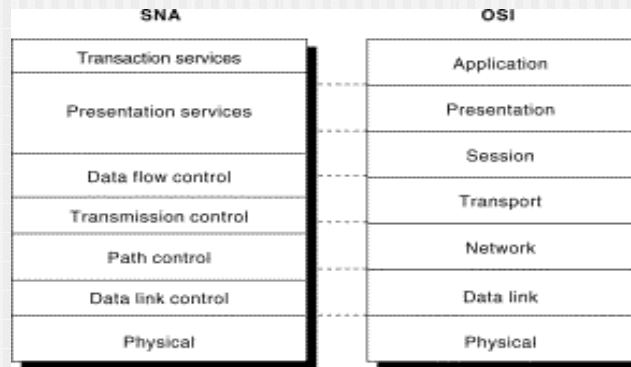 SNA
OSI
Transaction services
Presentation services
Data flow control
Transmission control
Path control
Data link control
Physical
Application
Presentation
Session
Transport
Network
Data link
Physical